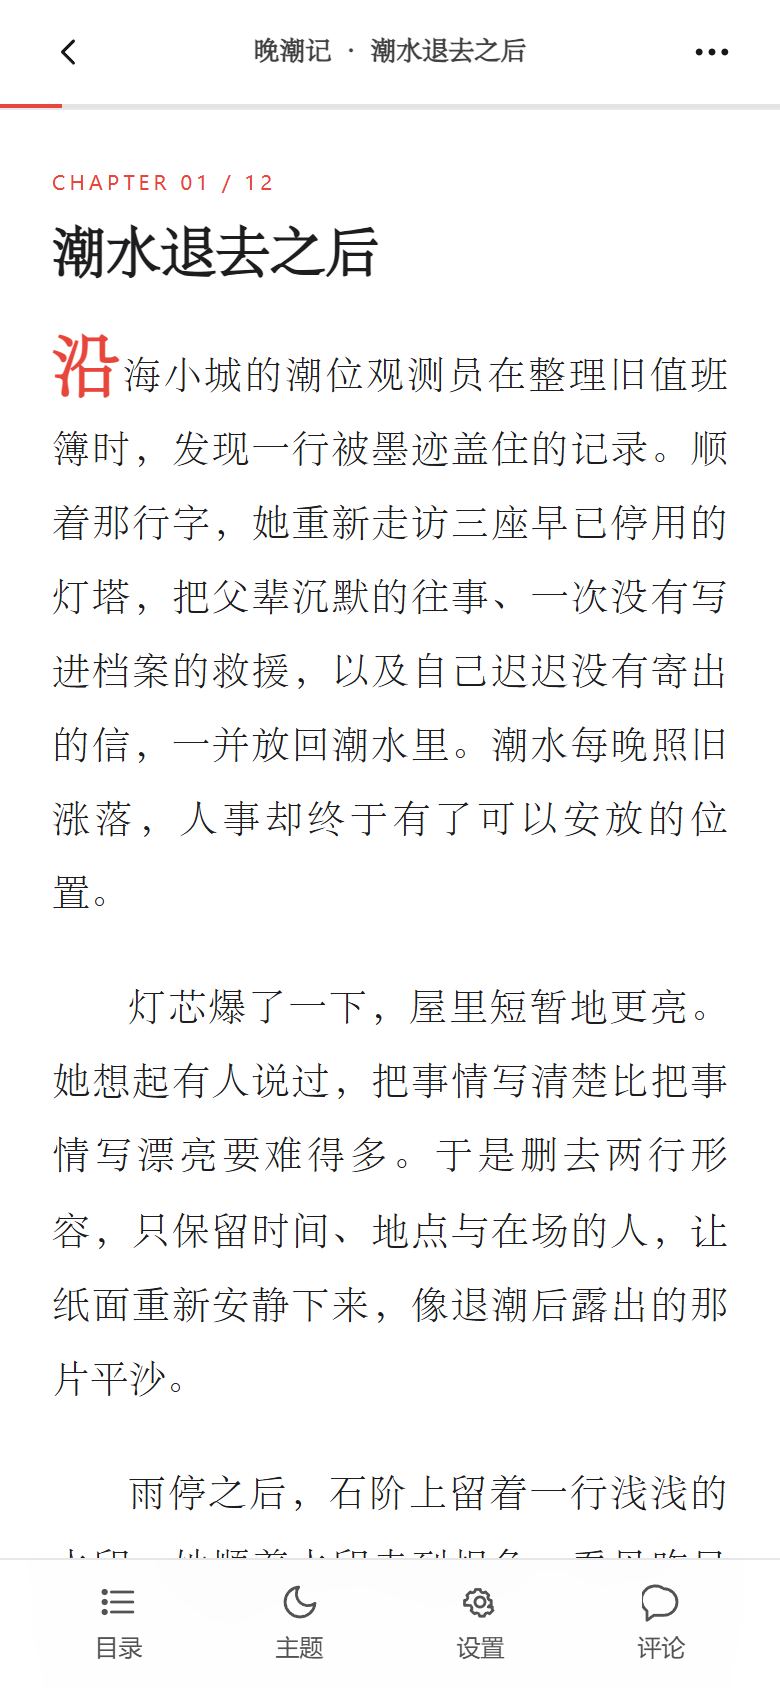 晚潮记 · 潮水退去之后
CHAPTER 01 / 12
潮水退去之后
沿海小城的潮位观测员在整理旧值班
簿时，发现一行被墨迹盖住的记录。顺
着那行字，她重新走访三座早已停用的
灯塔，把父辈沉默的往事、一次没有写
进档案的救援，以及自己迟迟没有寄出
的信，一并放回潮水里。潮水每晚照旧
涨落，人事却终于有了可以安放的位
置。
灯芯爆了一下，屋里短暂地更亮。
她想起有人说过，把事情写清楚比把事
情写漂亮要难得多。于是删去两行形
容，只保留时间、地点与在场的人，让
纸面重新安静下来，像退潮后露出的那
片平沙。
雨停之后，石阶上留着一行浅浅的
目录
主题
设置
评论